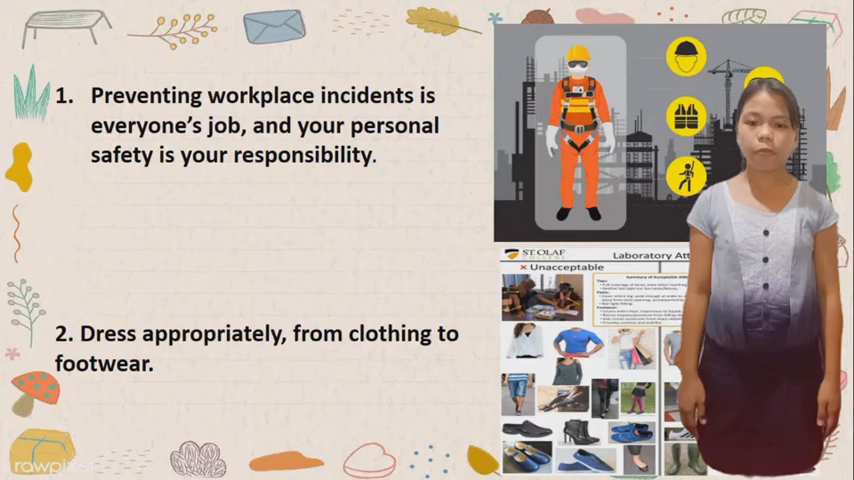 1. Preventing workplace incidents is
everyone's job, and your personal
safety is your responsibility.
2. Dress appropriately, from clothing to
footwear.
ST. OLAF
Laboratory Att
× Unacceptable
rawpixel